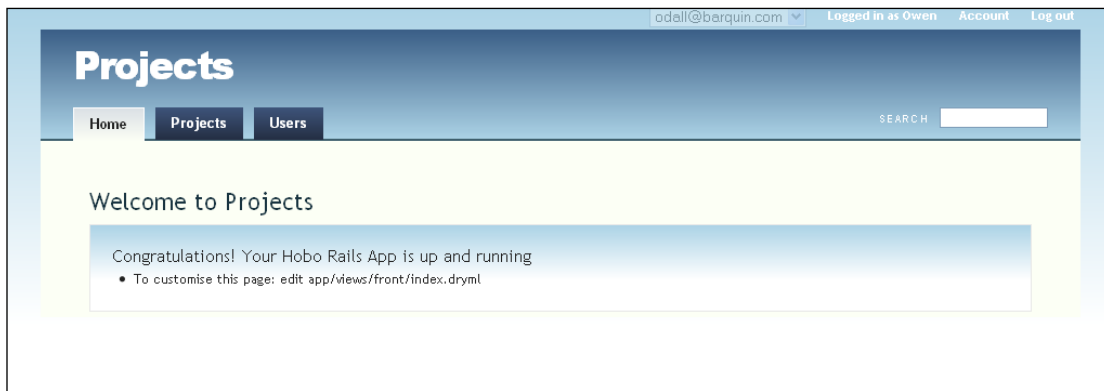 odall@barquin.com Logged in as Owen Account Log out
Projects
Home Projects Users SEARCH
Welcome to Projects
Congratulations! Your Hobo Rails App is up and running
• To customise this page: edit app/views/front/index.dryml